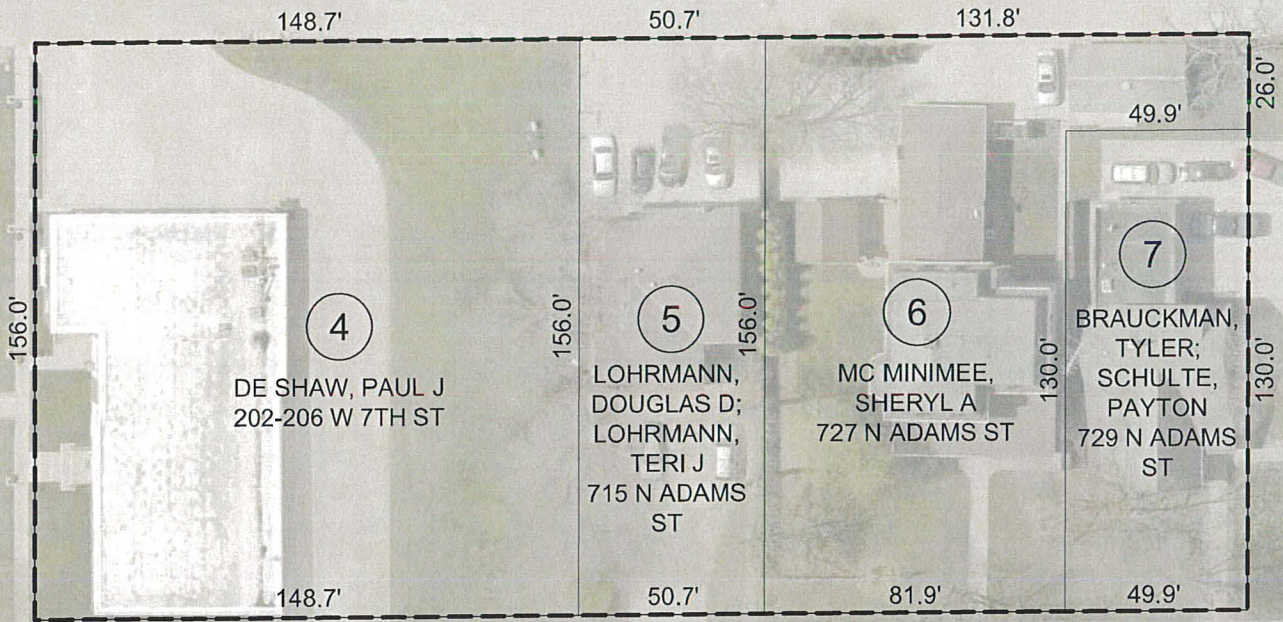 148.7'
50.7'
131.8'
26.0'
49.9'
156.0'
4
DE SHAW, PAUL J
202-206 W 7TH ST
156.0'
5
LOHRMANN,
DOUGLAS D;
LOHRMANN,
TERI J
715 N ADAMS
ST
156.0'
6
MC MINIMEE,
SHERYL A
727 N ADAMS ST
130.0'
7
BRAUCKMAN,
TYLER;
SCHULTE,
PAYTON
729 N ADAMS
ST
130.0'
148.7'
50.7'
81.9'
49.9'